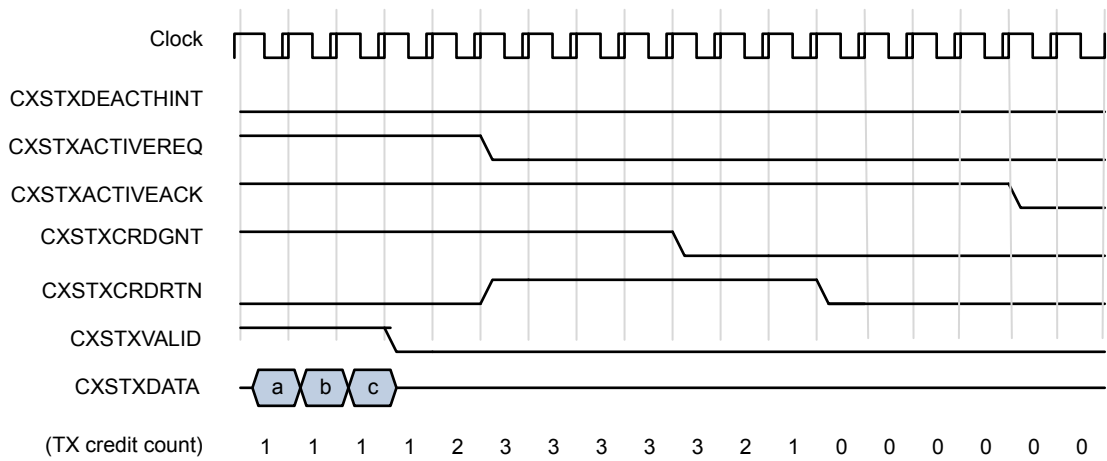 Clock
CXSTXDEACTHINT
CXSTXACTIVEREQ
CXSTXACTIVEACK
CXSTXCRDGNT
CXSTXCRDRTN
CXSTXVALID
CXSTXDATA a b c
(TX credit count) 1 1 1 1 2 3 3 3 3 3 2 1 0 0 0 0 0 0